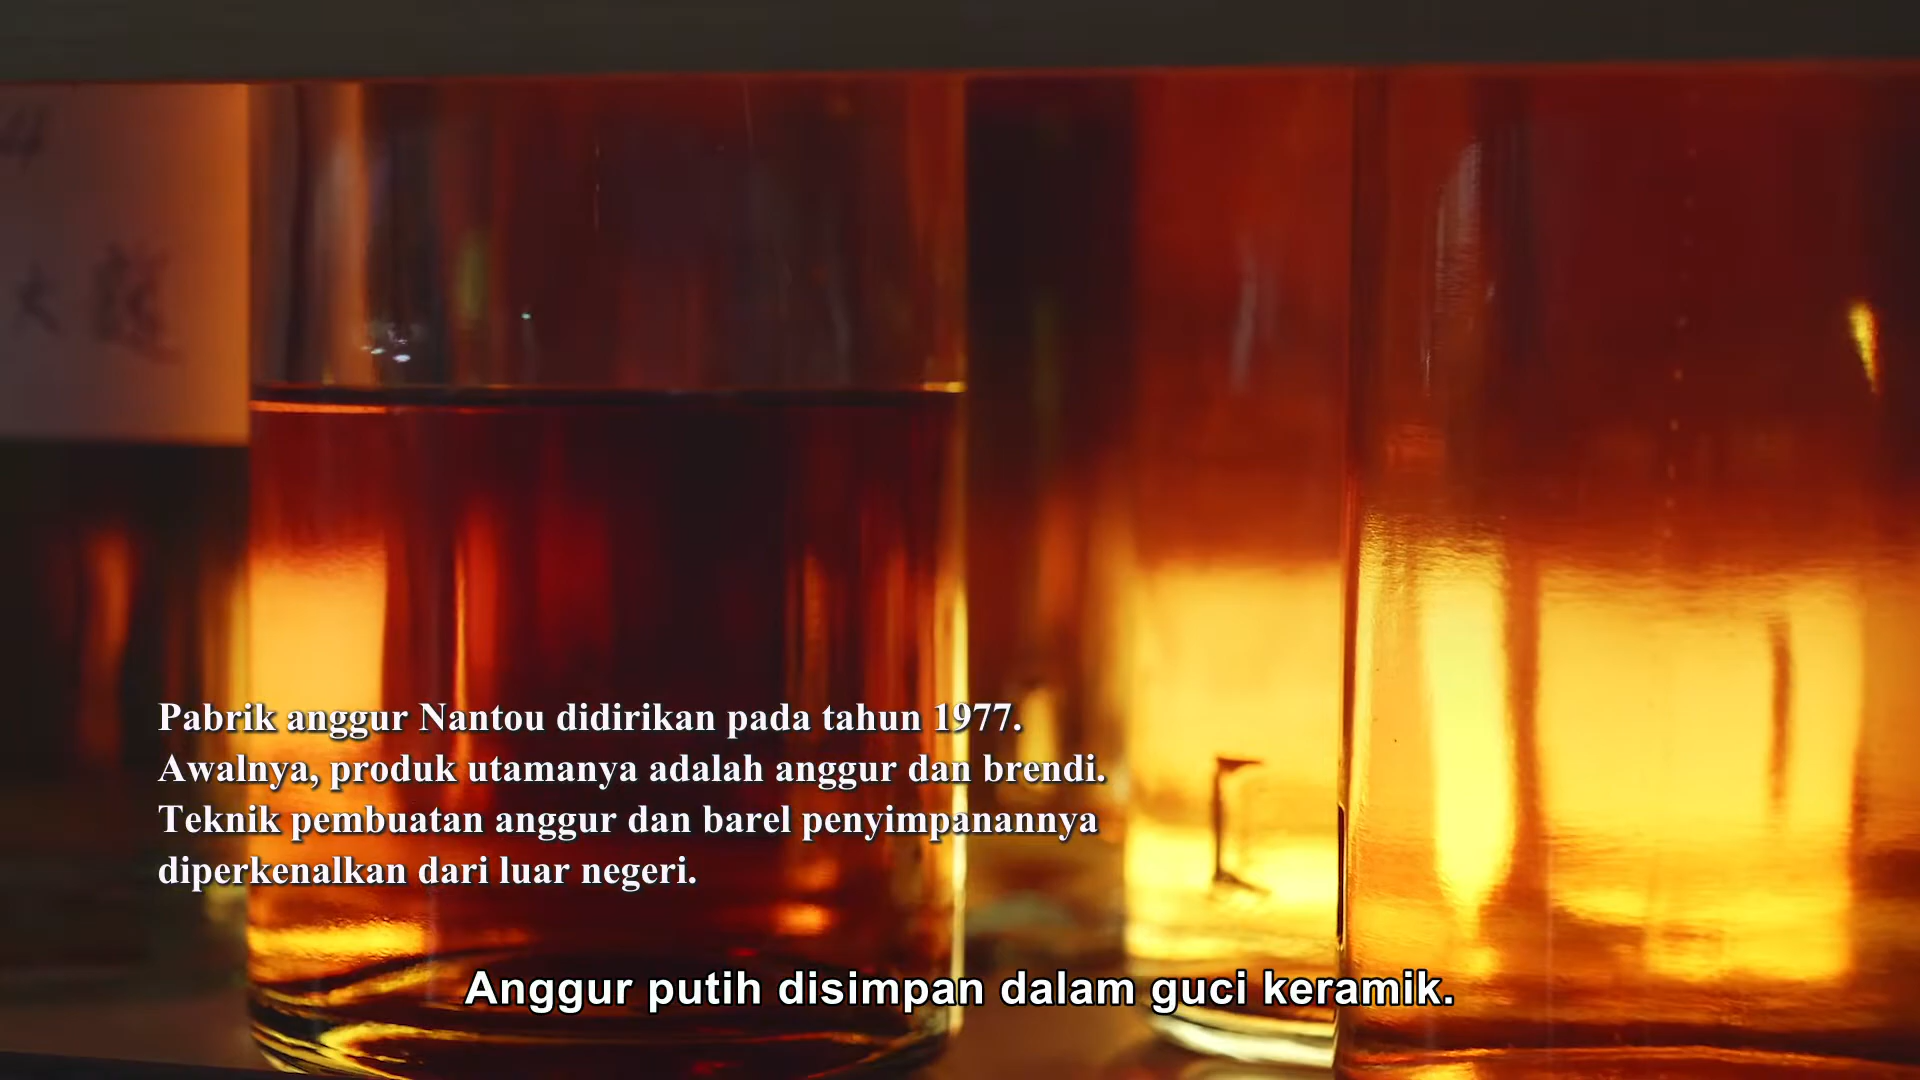 Pabrik anggur Nantou didirikan pada tahun 1977.
Awalnya, produk utamanya adalah anggur dan brendi.
Teknik pembuatan anggur dan barel penyimpanannya
diperkenalkan dari luar negeri.
Anggur putih disimpan dalam guci keramik.